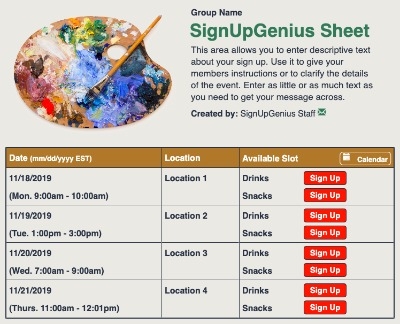 Group Name
SignUpGenius Sheet
This area allows you to enter descriptive text
about your sign up. Use it to give your
members instructions or to clarify the details
of the event. Enter as little or as much text as
you need to get your message across.
Created by: SignUpGenius Staff
Date (mm/dd/yyyy EST) Location Available Slot Calendar
11/18/2019 Location 1 Drinks Sign Up
(Mon. 9:00am - 10:00am) Snacks Sign Up
11/19/2019 Location 2 Drinks Sign Up
(Tue. 1:00pm - 3:00pm) Snacks Sign Up
11/20/2019 Location 3 Drinks Sign Up
(Wed. 7:00am - 9:00am) Snacks Sign Up
11/21/2019 Location 4 Drinks Sign Up
(Thurs. 11:00am - 12:01pm) Snacks Sign Up